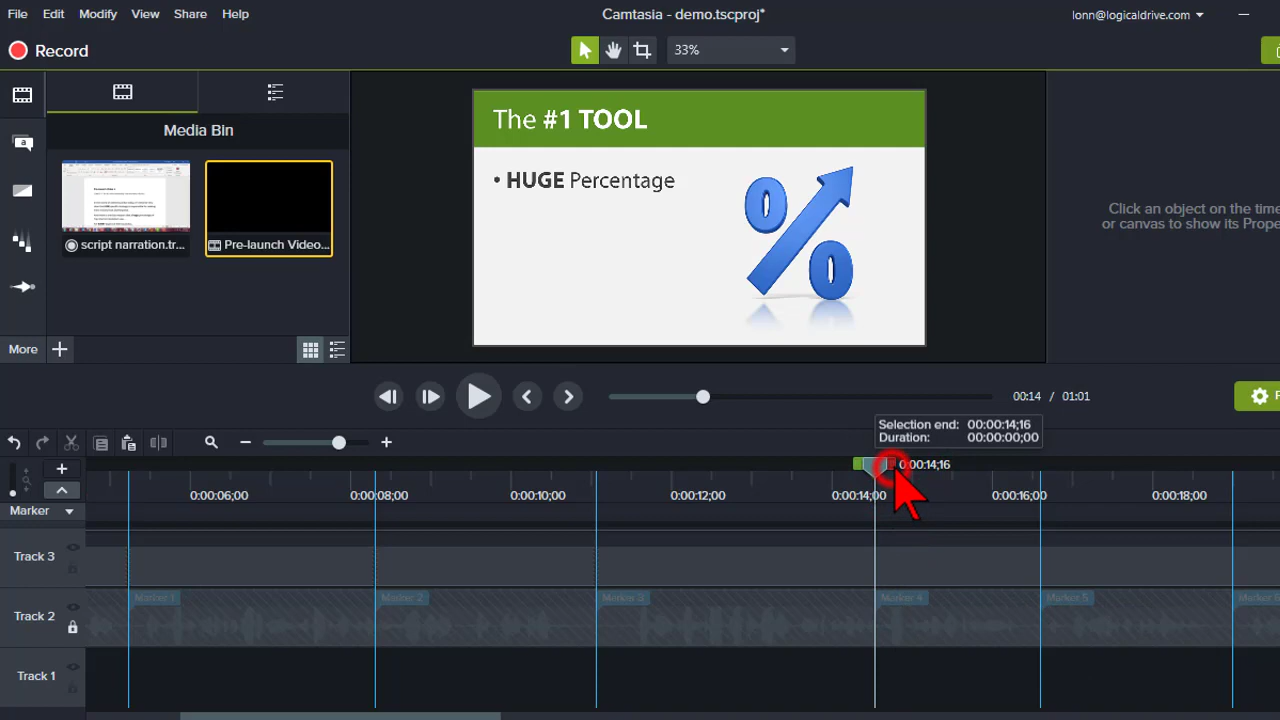 File Edit Modify View Share Help
Camtasia - demo.tscproj*
lonn@logicaldrive.com
Record
33%
Media Bin
script narration.tr...
Pre-launch Video...
The #1 TOOL
• HUGE Percentage
Click an object on the time
or canvas to show its Prope
More
00:14 / 01:01
Selection end: 00:00:14;16
Duration: 00:00:00;00
0:00:14;16
0:00:06;00 0:00:08;00 0:00:10;00 0:00:12;00 0:00:14;00 0:00:16;00 0:00:18;00
Marker
Track 3
Marker 1 Marker 2 Marker 3 Marker 4 Marker 5
Track 2
Track 1